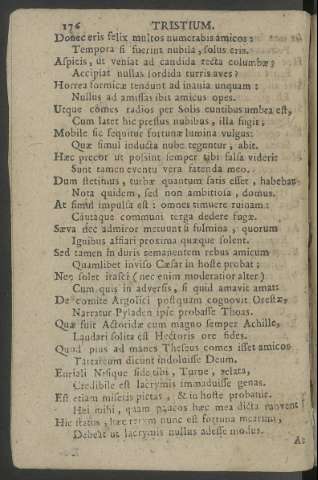 176 TRISTIUM.
Donec eris felix multos numerabis amicos:
Tempora si fuerint nubila, solus eris.
Aspicis, ut veniat ad candida tecta columbæ?
Accipiat nullas sordida turris aves?
Horrea formicæ tendunt ad inania unquam:
Nullus ad amissas ibit amicus opes.
Utque comes radios per Solis euntibus umbra est,
Cum latet hic pressus nubibus, illa fugit;
Mobile sic sequitur fortunæ lumina vulgus:
Quæ simul inducta nube teguntur, abit.
Hæc precor ut possint semper tibi falsa videri:
Sunt tamen eventu vera fatenda meo.
Dum stetimus, turbæ quantum satis esset, habebat
Nota quidem, sed non ambitiosa, domus.
At simul impulsa est: omnes timuere ruinam:
Cautaque communi terga dedere fugæ.
Sæva nec admiror metuunt si fulmina, quorum
Ignibus afflari proxima quæque solent.
Sed tamen in duris remanentem rebus amicum
Quamlibet inviso Cæsar in hoste probat;
Nec solet irasci (nec enim moderatior alter)
Cum quis in adversis, si quid amavit amat.
De comite Argolici postquam cognovit Orestæ,
Narratur Pyladen ipse probasse Thoas.
Quæ fuit Actoridæ cum magno semper Achille,
Laudari solita est Hectoris ore fides.
Quod pius ad manes Theseus comes isset amicos
Tartareum dicunt indoluisse Deum.
Euriali Nisique fide tibi, Turne, relata,
Credibile est lacrymis immaduisse genas.
Est etiam miseris pietas, & in hoste probatur.
Hei mihi, quam paucos hæc mea dicta movent
Hic status, hæc rerum nunc est fortuna mearum,
Debeat ut lacrymis nullus adesse modus.
At